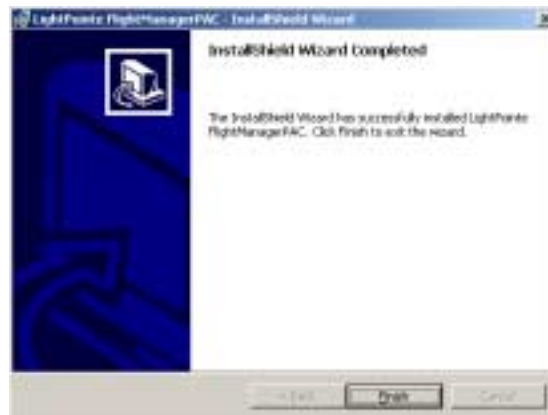 LightPointe FlightManagerPAC - InstallShield Wizard
InstallShield Wizard Completed
The InstallShield Wizard has successfully installed LightPointe
FlightManagerPAC. Click Finish to exit the wizard.
< Back
Finish
Cancel